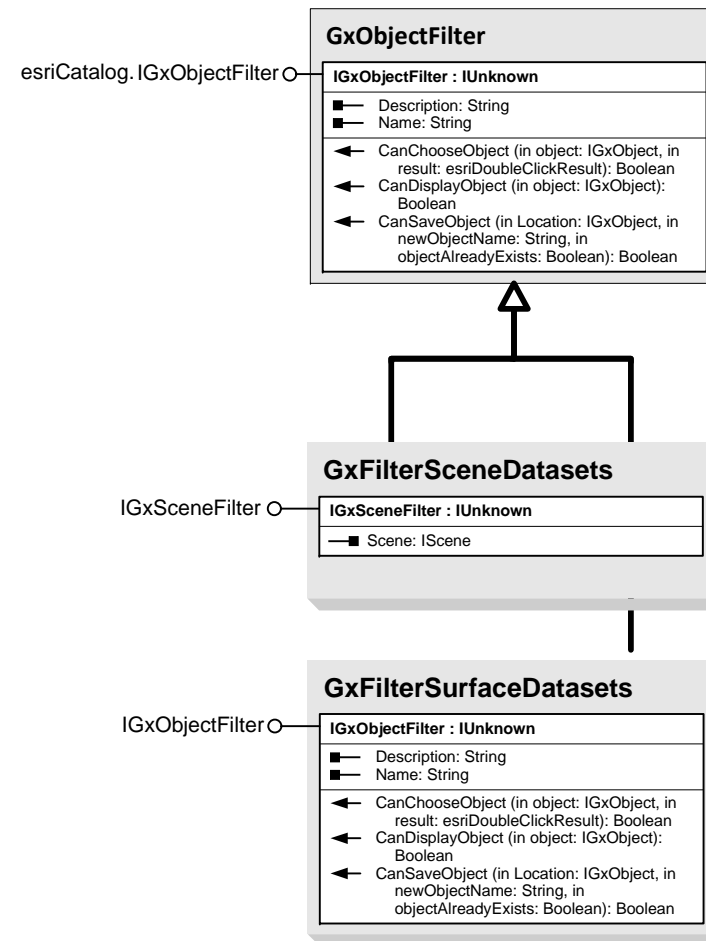 GxObjectFilter
esriCatalog. IGxObjectFilter
IGxObjectFilter : IUnknown
Description: String
Name: String
CanChooseObject (in object: IGxObject, in
result: esriDoubleClickResult): Boolean
CanDisplayObject (in object: IGxObject):
Boolean
CanSaveObject (in Location: IGxObject, in
newObjectName: String, in
objectAlreadyExists: Boolean): Boolean
GxFilterSceneDatasets
IGxSceneFilter
IGxSceneFilter : IUnknown
Scene: IScene
GxFilterSurfaceDatasets
IGxObjectFilter
IGxObjectFilter : IUnknown
Description: String
Name: String
CanChooseObject (in object: IGxObject, in
result: esriDoubleClickResult): Boolean
CanDisplayObject (in object: IGxObject):
Boolean
CanSaveObject (in Location: IGxObject, in
newObjectName: String, in
objectAlreadyExists: Boolean): Boolean